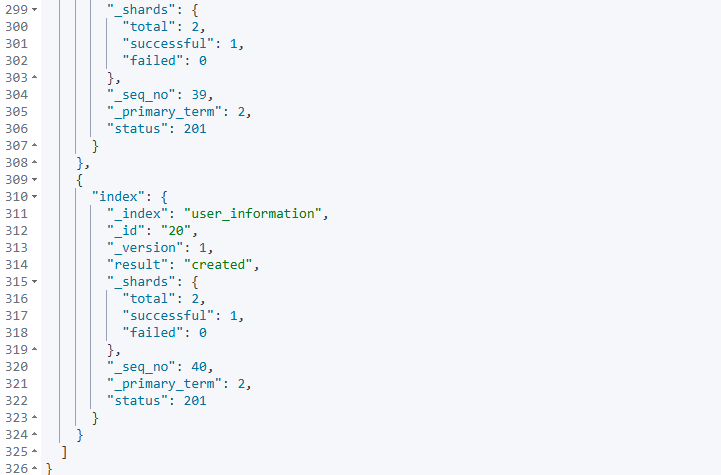 299 "_shards": {
300 "total": 2,
301 "successful": 1,
302 "failed": 0
303 },
304 "_seq_no": 39,
305 "_primary_term": 2,
306 "status": 201
307 }
308 },
309 {
310 "index": {
311 "_index": "user_information",
312 "_id": "20",
313 "_version": 1,
314 "result": "created",
315 "_shards": {
316 "total": 2,
317 "successful": 1,
318 "failed": 0
319 },
320 "_seq_no": 40,
321 "_primary_term": 2,
322 "status": 201
323 }
324 }
325 ]
326 }